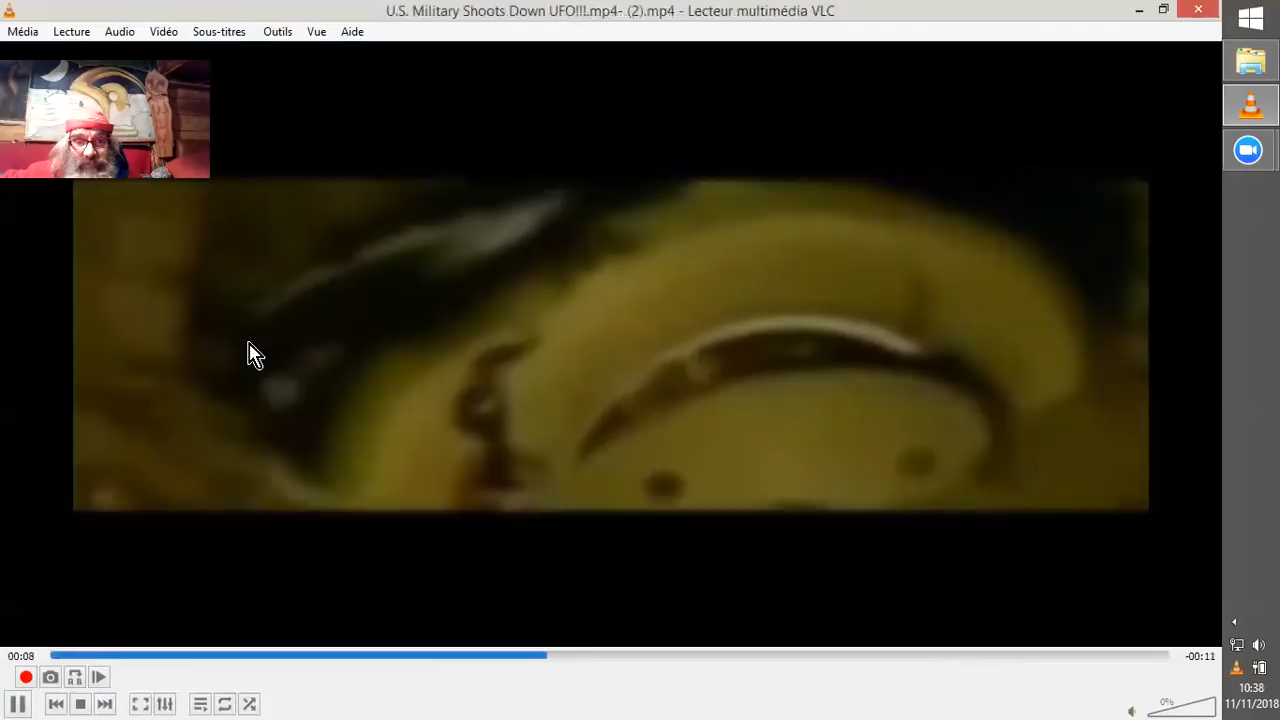 U.S. Military Shoots Down UFO!!!.mp4- (2).mp4 - Lecteur multimédia VLC
Média Lecture Audio Vidéo Sous-titres Outils Vue Aide
00:08 -00:11
A B
0%
10:38
11/11/2018